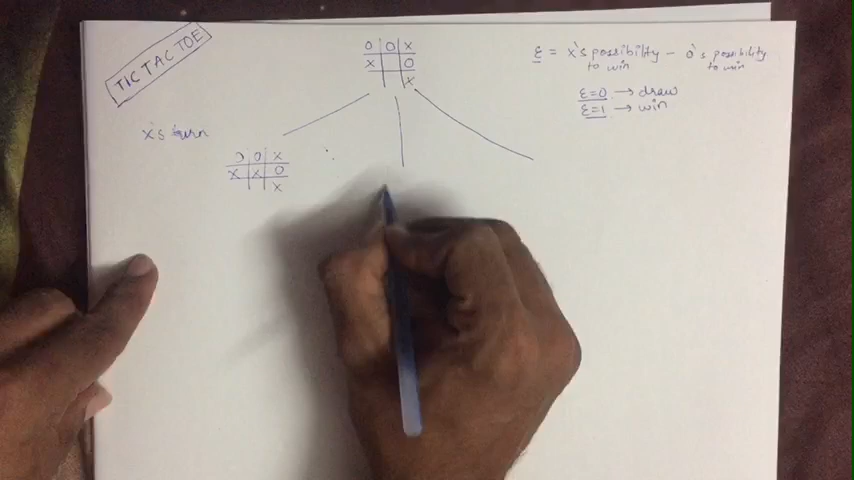 TIC TAC TOE
O O X
X O
X
ε = X's possibility to win - O's possibility to win
ε=0 → draw
ε=1 → win
X's turn
O O X
X X O
X